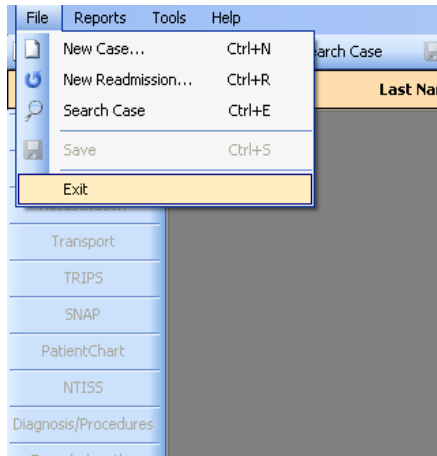 File Reports Tools Help
New Case... Ctrl+N
earch Case
New Readmission... Ctrl+R
Last Na
Search Case Ctrl+E
Save Ctrl+S
Exit
Transport
TRIPS
SNAP
PatientChart
NTISS
Diagnosis/Procedures